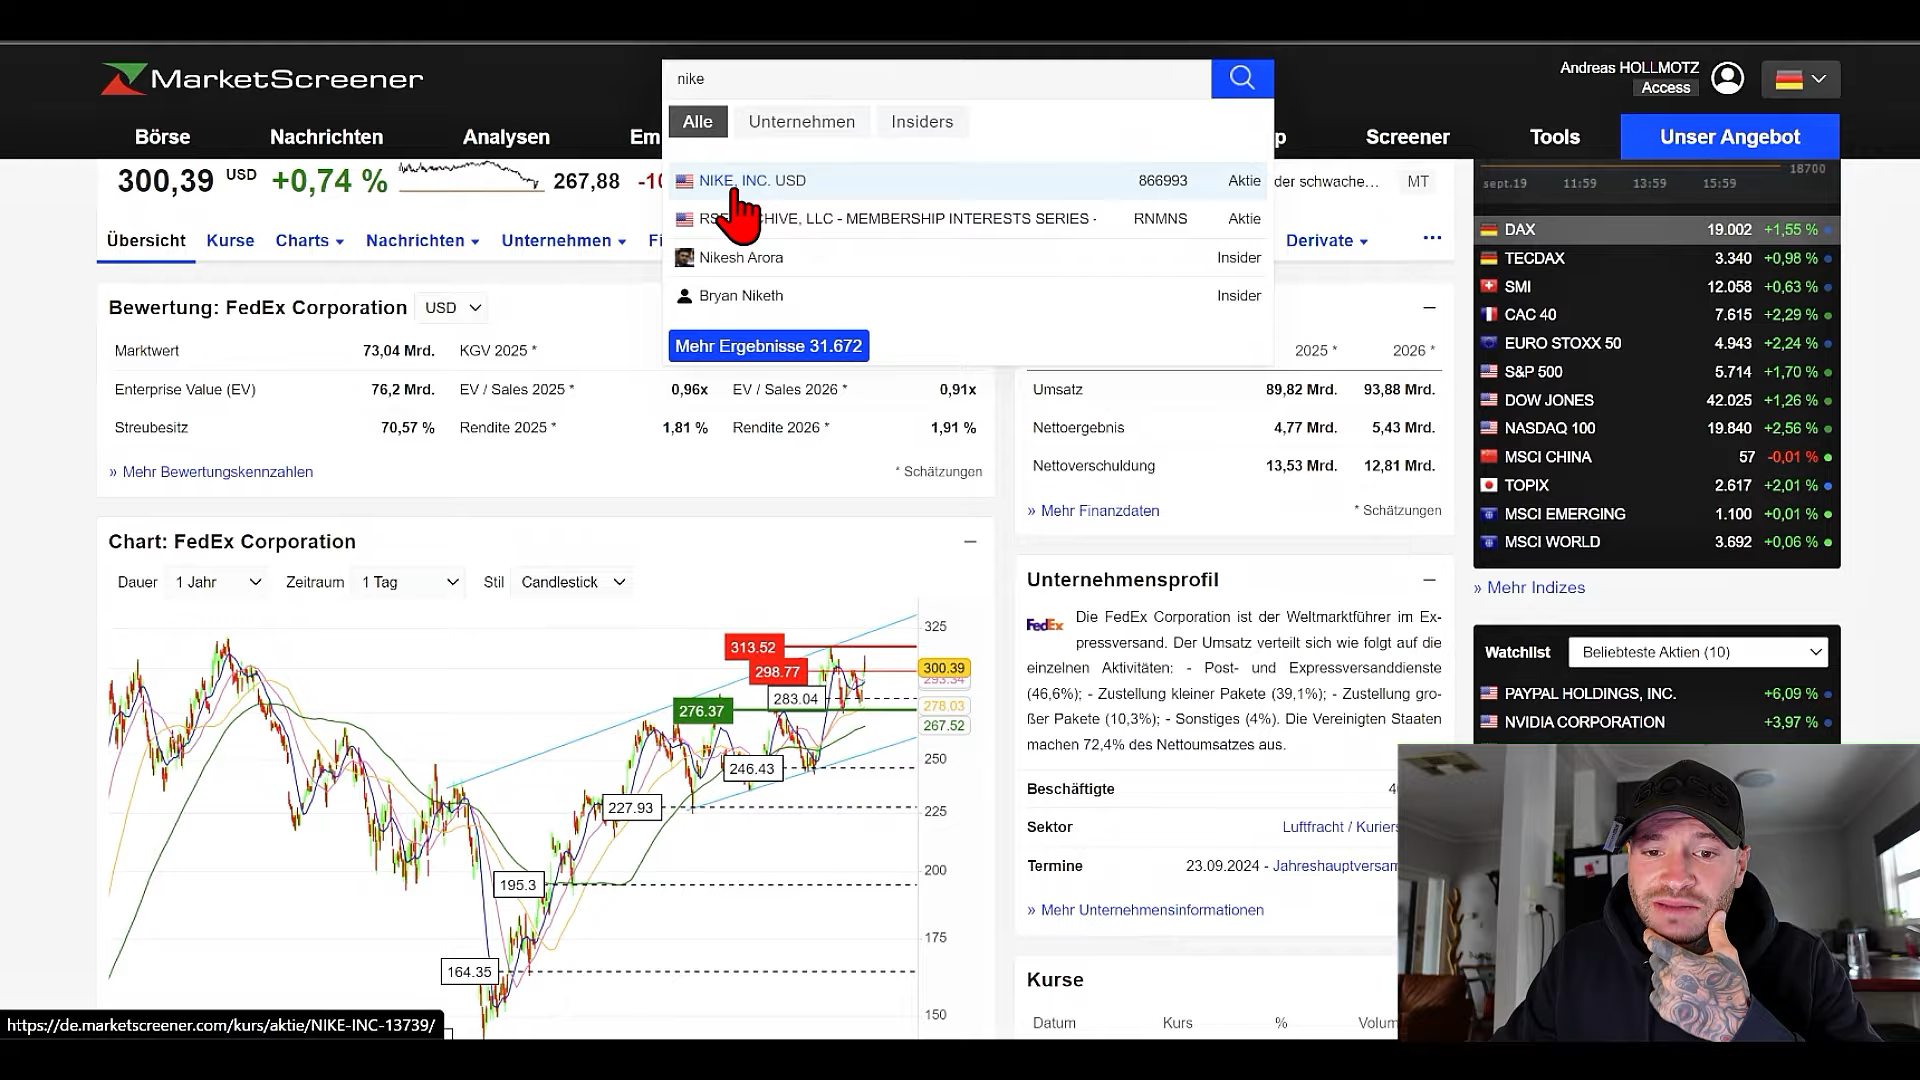 MarketScreener
nike
Andreas HOLLMOTZ
Access
Alle
Unternehmen
Insiders
Börse
Nachrichten
Analysen
Em
p
Screener
Tools
Unser Angebot
300,39 USD +0,74 % 267,88 -10
NIKE, INC. USD 866993 Aktie
CHIVE, LLC - MEMBERSHIP INTERESTS SERIES - RNMNS Aktie
Nikesh Arora Insider
Bryan Niketh Insider
Mehr Ergebnisse 31.672
der schwache... MT
18700
sept.19 11:59 13:59 15:59
Übersicht Kurse Charts Nachrichten Unternehmen Fi
Derivate ...
Bewertung: FedEx Corporation USD
Marktwert 73,04 Mrd. KGV 2025 *
Enterprise Value (EV) 76,2 Mrd. EV / Sales 2025 * 0,96x EV / Sales 2026 * 0,91x
Streubesitz 70,57 % Rendite 2025 * 1,81 % Rendite 2026 * 1,91 %
» Mehr Bewertungskennzahlen
* Schätzungen
2025 * 2026 *
Umsatz 89,82 Mrd. 93,88 Mrd.
Nettoergebnis 4,77 Mrd. 5,43 Mrd.
Nettoverschuldung 13,53 Mrd. 12,81 Mrd.
» Mehr Finanzdaten
* Schätzungen
DAX 19.002 +1,55 %
TECDAX 3.340 +0,98 %
SMI 12.058 +0,63 %
CAC 40 7.615 +2,29 %
EURO STOXX 50 4.943 +2,24 %
S&P 500 5.714 +1,70 %
DOW JONES 42.025 +1,26 %
NASDAQ 100 19.840 +2,56 %
MSCI CHINA 57 -0,01 %
TOPIX 2.617 +2,01 %
MSCI EMERGING 1.100 +0,01 %
MSCI WORLD 3.692 +0,06 %
» Mehr Indizes
Watchlist Beliebteste Aktien (10)
PAYPAL HOLDINGS, INC. +6,09 %
NVIDIA CORPORATION +3,97 %
Chart: FedEx Corporation
Dauer 1 Jahr Zeitraum 1 Tag Stil Candlestick
325
313.52
300.39
298.77
293.34
283.04
276.37
278.03
267.52
246.43
250
227.93
225
195.3
200
175
164.35
150
Unternehmensprofil
FedEx
Die FedEx Corporation ist der Weltmarktführer im Ex-
pressversand. Der Umsatz verteilt sich wie folgt auf die
einzelnen Aktivitäten: - Post- und Expressversanddienste
(46,6%); - Zustellung kleiner Pakete (39,1%); - Zustellung gro-
ßer Pakete (10,3%); - Sonstiges (4%). Die Vereinigten Staaten
machen 72,4% des Nettoumsatzes aus.
Beschäftigte
Sektor Luftfracht / Kuriers
Termine 23.09.2024 - Jahreshauptversam
» Mehr Unternehmensinformationen
Kurse
Datum Kurs % Volum
BOSS
https://de.marketscreener.com/kurs/aktie/NIKE-INC-13739/